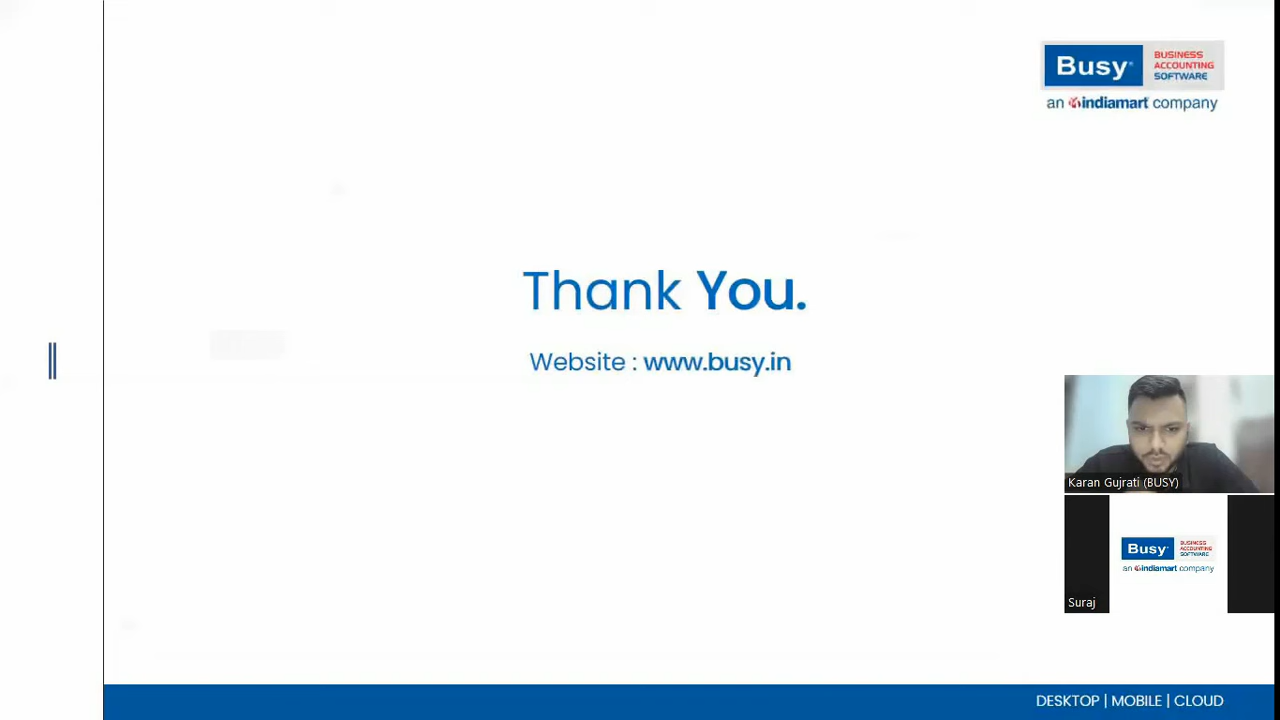 Busy
BUSINESS
ACCOUNTING
SOFTWARE
an indiamart company
Thank You.
Website : www.busy.in
Karan Gujrati (BUSY)
Busy
BUSINESS
ACCOUNTING
SOFTWARE
an indiamart company
Suraj
DESKTOP | MOBILE | CLOUD